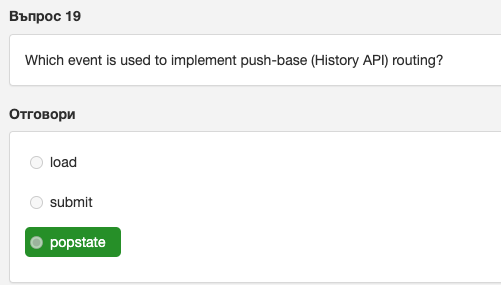 Въпрос 19
Which event is used to implement push-base (History API) routing?
Отговори
load
submit
popstate